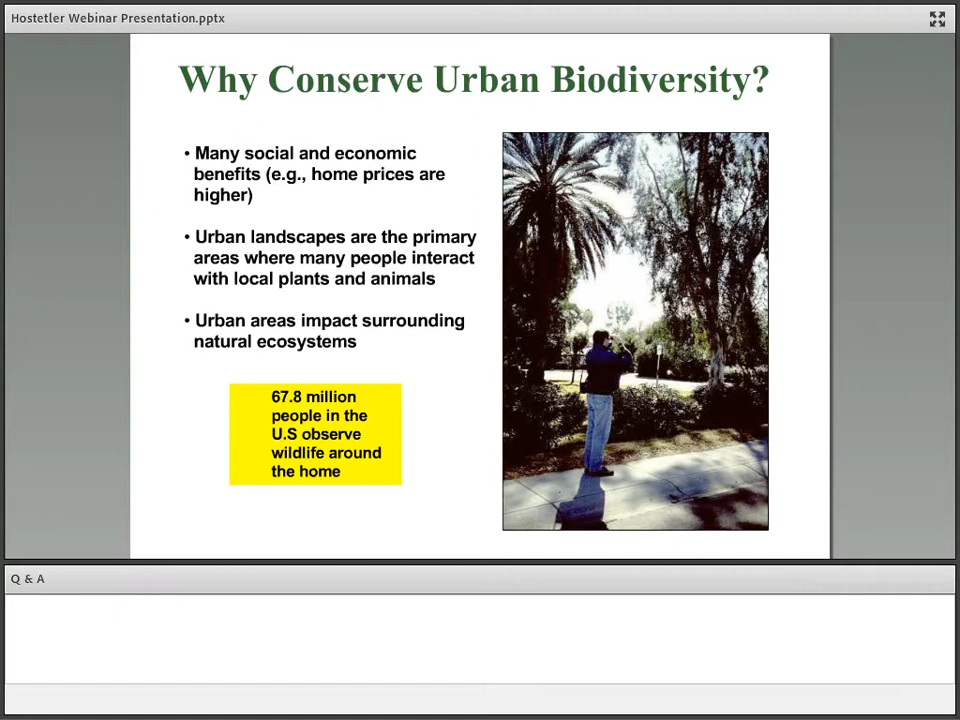 Hostetler Webinar Presentation.pptx
Why Conserve Urban Biodiversity?
• Many social and economic
benefits (e.g., home prices are
higher)
• Urban landscapes are the primary
areas where many people interact
with local plants and animals
• Urban areas impact surrounding
natural ecosystems
67.8 million
people in the
U.S observe
wildlife around
the home
Q & A